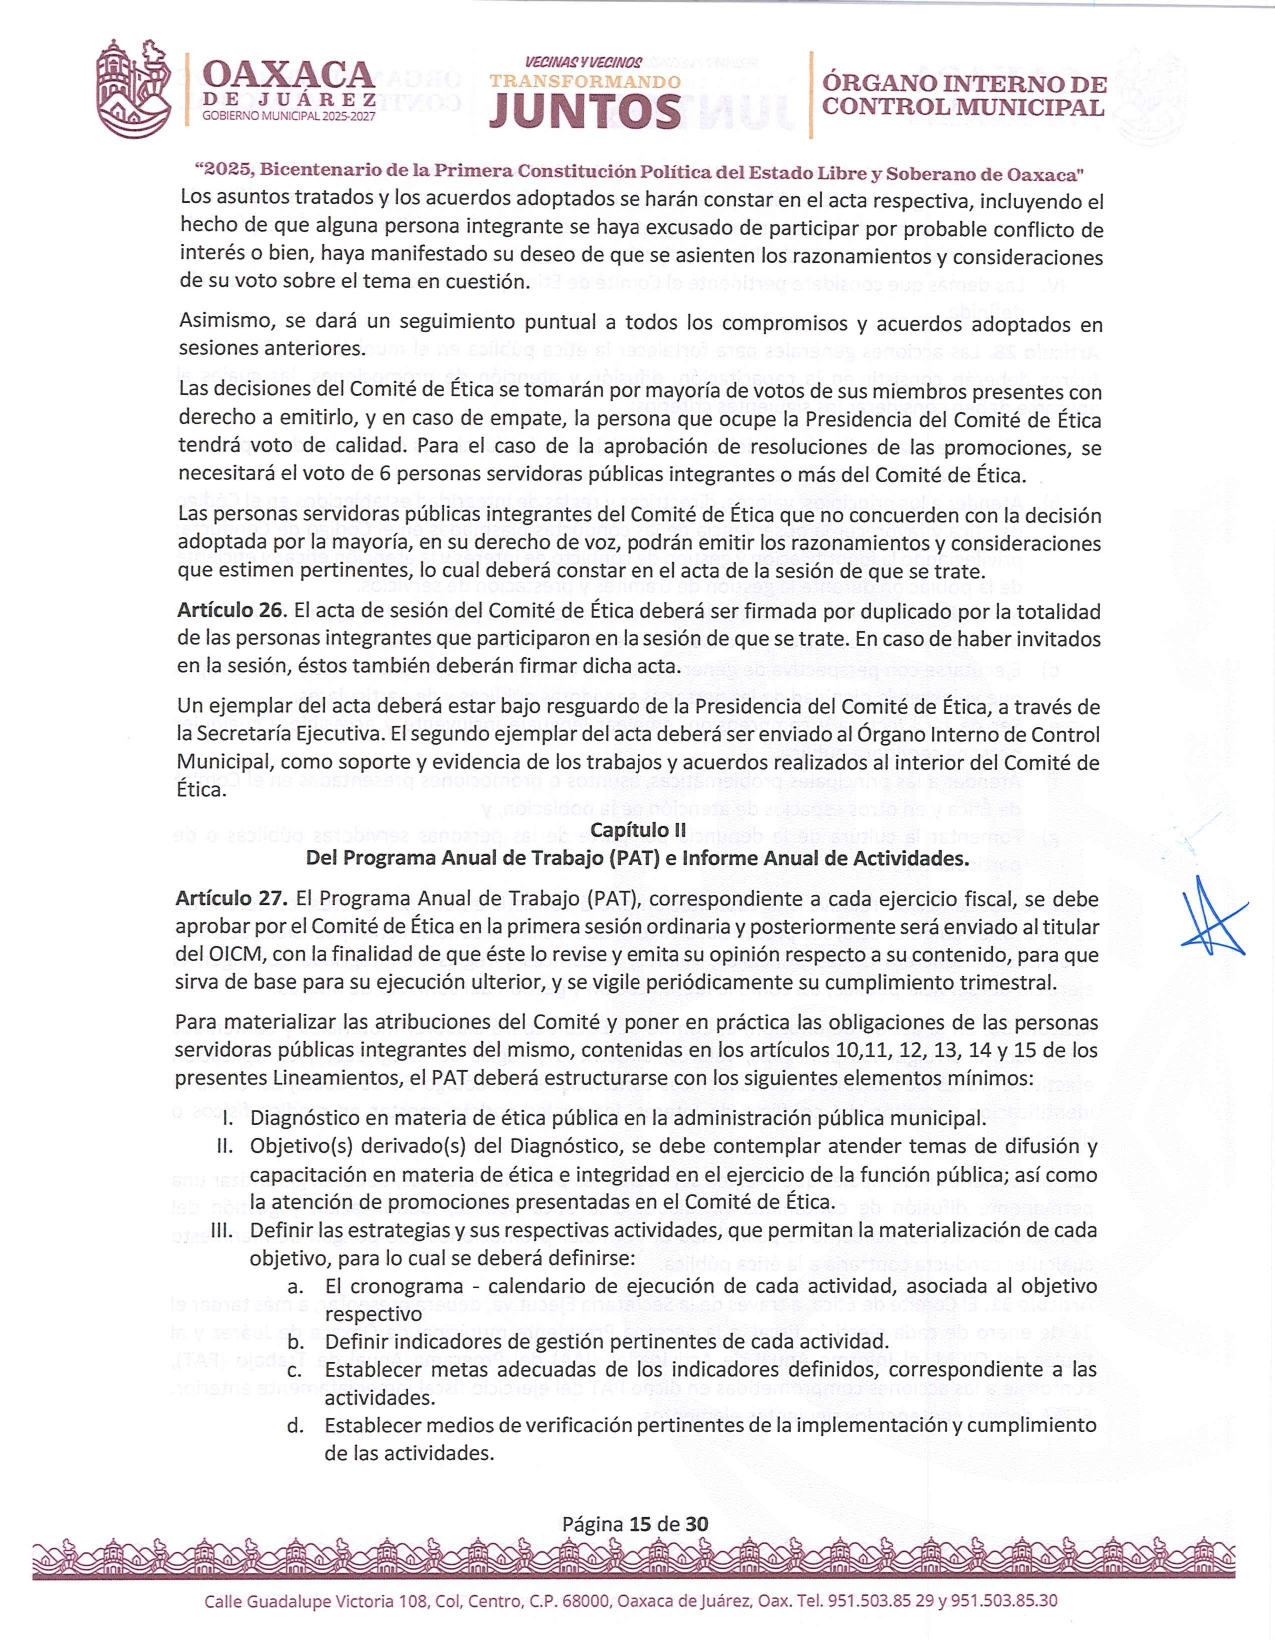 OAXACA
DE JUÁREZ
GOBIERNO MUNICIPAL 2025-2027
VECINAS Y VECINOS
TRANSFORMANDO
JUNTOS
ÓRGANO INTERNO DE
CONTROL MUNICIPAL
“2025, Bicentenario de la Primera Constitución Política del Estado Libre y Soberano de Oaxaca”
Los asuntos tratados y los acuerdos adoptados se harán constar en el acta respectiva, incluyendo el
hecho de que alguna persona integrante se haya excusado de participar por probable conflicto de
interés o bien, haya manifestado su deseo de que se asienten los razonamientos y consideraciones
de su voto sobre el tema en cuestión.
Asimismo, se dará un seguimiento puntual a todos los compromisos y acuerdos adoptados en
sesiones anteriores.
Las decisiones del Comité de Ética se tomarán por mayoría de votos de sus miembros presentes con
derecho a emitirlo, y en caso de empate, la persona que ocupe la Presidencia del Comité de Ética
tendrá voto de calidad. Para el caso de la aprobación de resoluciones de las promociones, se
necesitará el voto de 6 personas servidoras públicas integrantes o más del Comité de Ética.
Las personas servidoras públicas integrantes del Comité de Ética que no concuerden con la decisión
adoptada por la mayoría, en su derecho de voz, podrán emitir los razonamientos y consideraciones
que estimen pertinentes, lo cual deberá constar en el acta de la sesión de que se trate.
Artículo 26. El acta de sesión del Comité de Ética deberá ser firmada por duplicado por la totalidad
de las personas integrantes que participaron en la sesión de que se trate. En caso de haber invitados
en la sesión, éstos también deberán firmar dicha acta.
Un ejemplar del acta deberá estar bajo resguardo de la Presidencia del Comité de Ética, a través de
la Secretaría Ejecutiva. El segundo ejemplar del acta deberá ser enviado al Órgano Interno de Control
Municipal, como soporte y evidencia de los trabajos y acuerdos realizados al interior del Comité de
Ética.
Capítulo II
Del Programa Anual de Trabajo (PAT) e Informe Anual de Actividades.
Artículo 27. El Programa Anual de Trabajo (PAT), correspondiente a cada ejercicio fiscal, se debe
aprobar por el Comité de Ética en la primera sesión ordinaria y posteriormente será enviado al titular
del OICM, con la finalidad de que éste lo revise y emita su opinión respecto a su contenido, para que
sirva de base para su ejecución ulterior, y se vigile periódicamente su cumplimiento trimestral.
Para materializar las atribuciones del Comité y poner en práctica las obligaciones de las personas
servidoras públicas integrantes del mismo, contenidas en los artículos 10,11, 12, 13, 14 y 15 de los
presentes Lineamientos, el PAT deberá estructurarse con los siguientes elementos mínimos:
I. Diagnóstico en materia de ética pública en la administración pública municipal.
II. Objetivo(s) derivado(s) del Diagnóstico, se debe contemplar atender temas de difusión y
capacitación en materia de ética e integridad en el ejercicio de la función pública; así como
la atención de promociones presentadas en el Comité de Ética.
III. Definir las estrategias y sus respectivas actividades, que permitan la materialización de cada
objetivo, para lo cual se deberá definirse:
a. El cronograma - calendario de ejecución de cada actividad, asociada al objetivo
respectivo
b. Definir indicadores de gestión pertinentes de cada actividad.
c. Establecer metas adecuadas de los indicadores definidos, correspondiente a las
actividades.
d. Establecer medios de verificación pertinentes de la implementación y cumplimiento
de las actividades.
Página 15 de 30
Calle Guadalupe Victoria 108, Col, Centro, C.P. 68000, Oaxaca de Juárez, Oax. Tel. 951.503.85 29 y 951.503.85.30